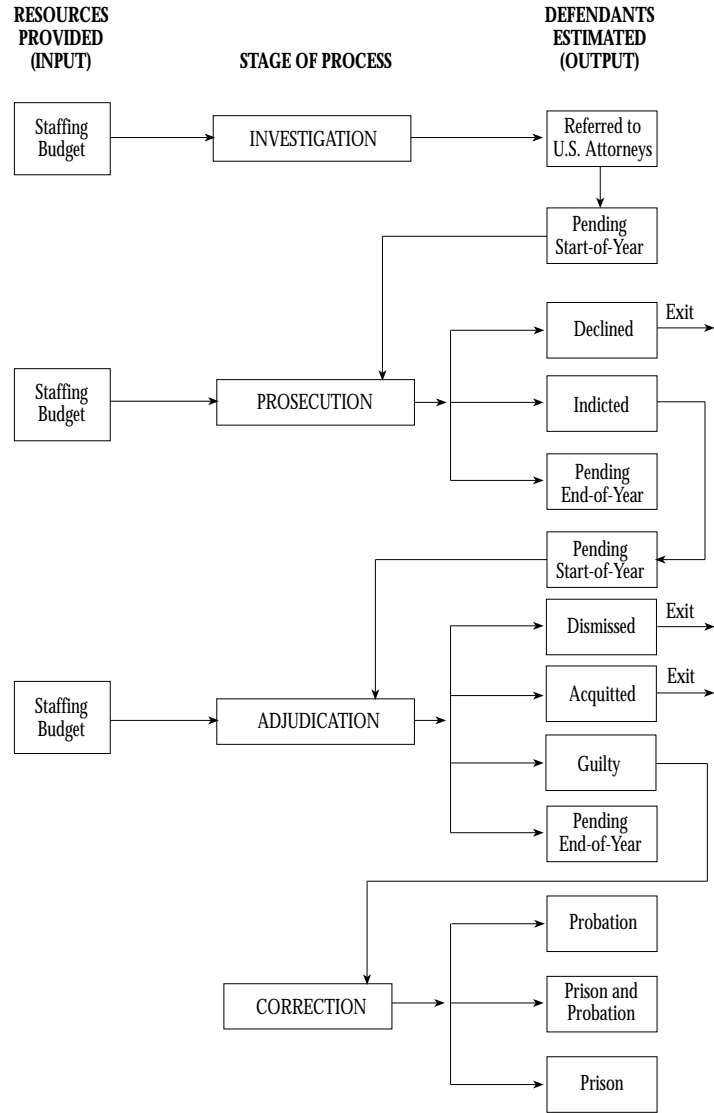 RESOURCES
PROVIDED
(INPUT)
STAGE OF PROCESS
DEFENDANTS
ESTIMATED
(OUTPUT)
Staffing
Budget
INVESTIGATION
Referred to
U.S. Attorneys
Pending
Start-of-Year
Declined
Exit
Staffing
Budget
PROSECUTION
Indicted
Pending
End-of-Year
Pending
Start-of-Year
Dismissed
Exit
Staffing
Budget
ADJUDICATION
Acquitted
Exit
Guilty
Pending
End-of-Year
Probation
CORRECTION
Prison and
Probation
Prison